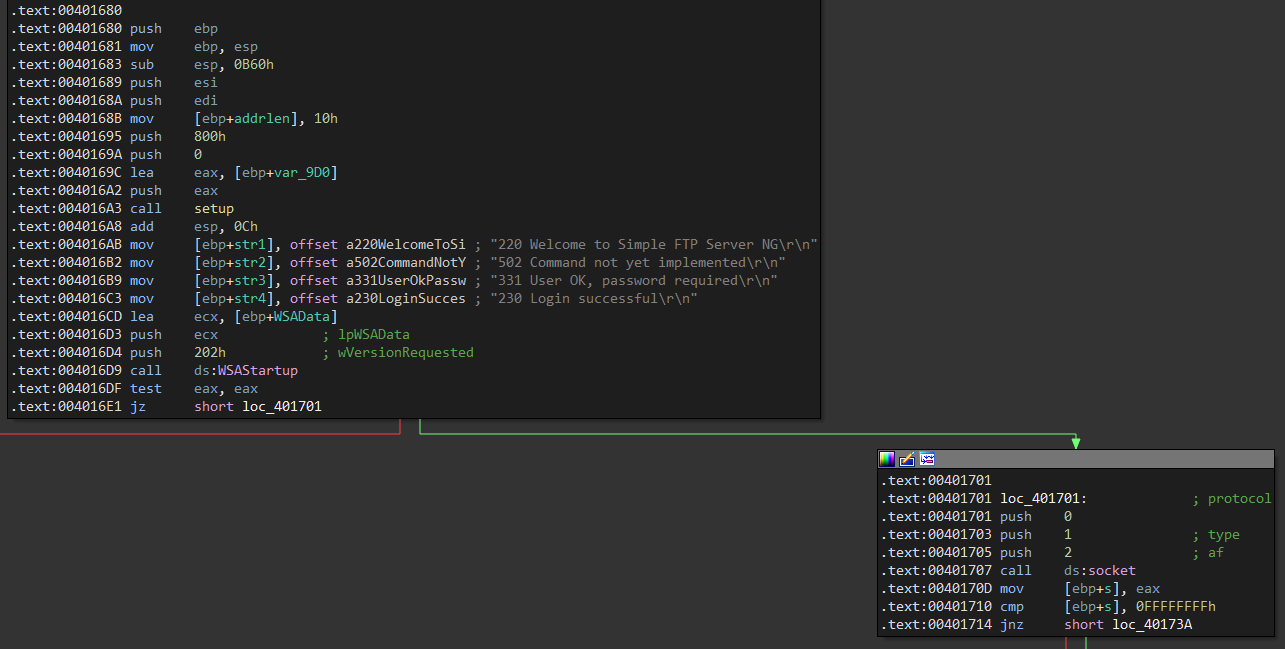 .text:00401680
.text:00401680 push ebp
.text:00401681 mov ebp, esp
.text:00401683 sub esp, 0B60h
.text:00401689 push esi
.text:0040168A push edi
.text:0040168B mov [ebp+addrlen], 10h
.text:00401695 push 800h
.text:0040169A push 0
.text:0040169C lea eax, [ebp+var_9D0]
.text:004016A2 push eax
.text:004016A3 call setup
.text:004016A8 add esp, 0Ch
.text:004016AB mov [ebp+str1], offset a220WelcomeToSi ; "220 Welcome to Simple FTP Server NG\r\n"
.text:004016B2 mov [ebp+str2], offset a502CommandNotY ; "502 Command not yet implemented\r\n"
.text:004016B9 mov [ebp+str3], offset a331UserOkPassw ; "331 User OK, password required\r\n"
.text:004016C3 mov [ebp+str4], offset a230LoginSucces ; "230 Login successful\r\n"
.text:004016CD lea ecx, [ebp+WSAData]
.text:004016D3 push ecx ; lpWSAData
.text:004016D4 push 202h ; wVersionRequested
.text:004016D9 call ds:WSAStartup
.text:004016DF test eax, eax
.text:004016E1 jz short loc_401701
.text:00401701
.text:00401701 loc_401701: ; protocol
.text:00401701 push 0
.text:00401703 push 1 ; type
.text:00401705 push 2 ; af
.text:00401707 call ds:socket
.text:0040170D mov [ebp+s], eax
.text:00401710 cmp [ebp+s], 0FFFFFFFFh
.text:00401714 jnz short loc_40173A